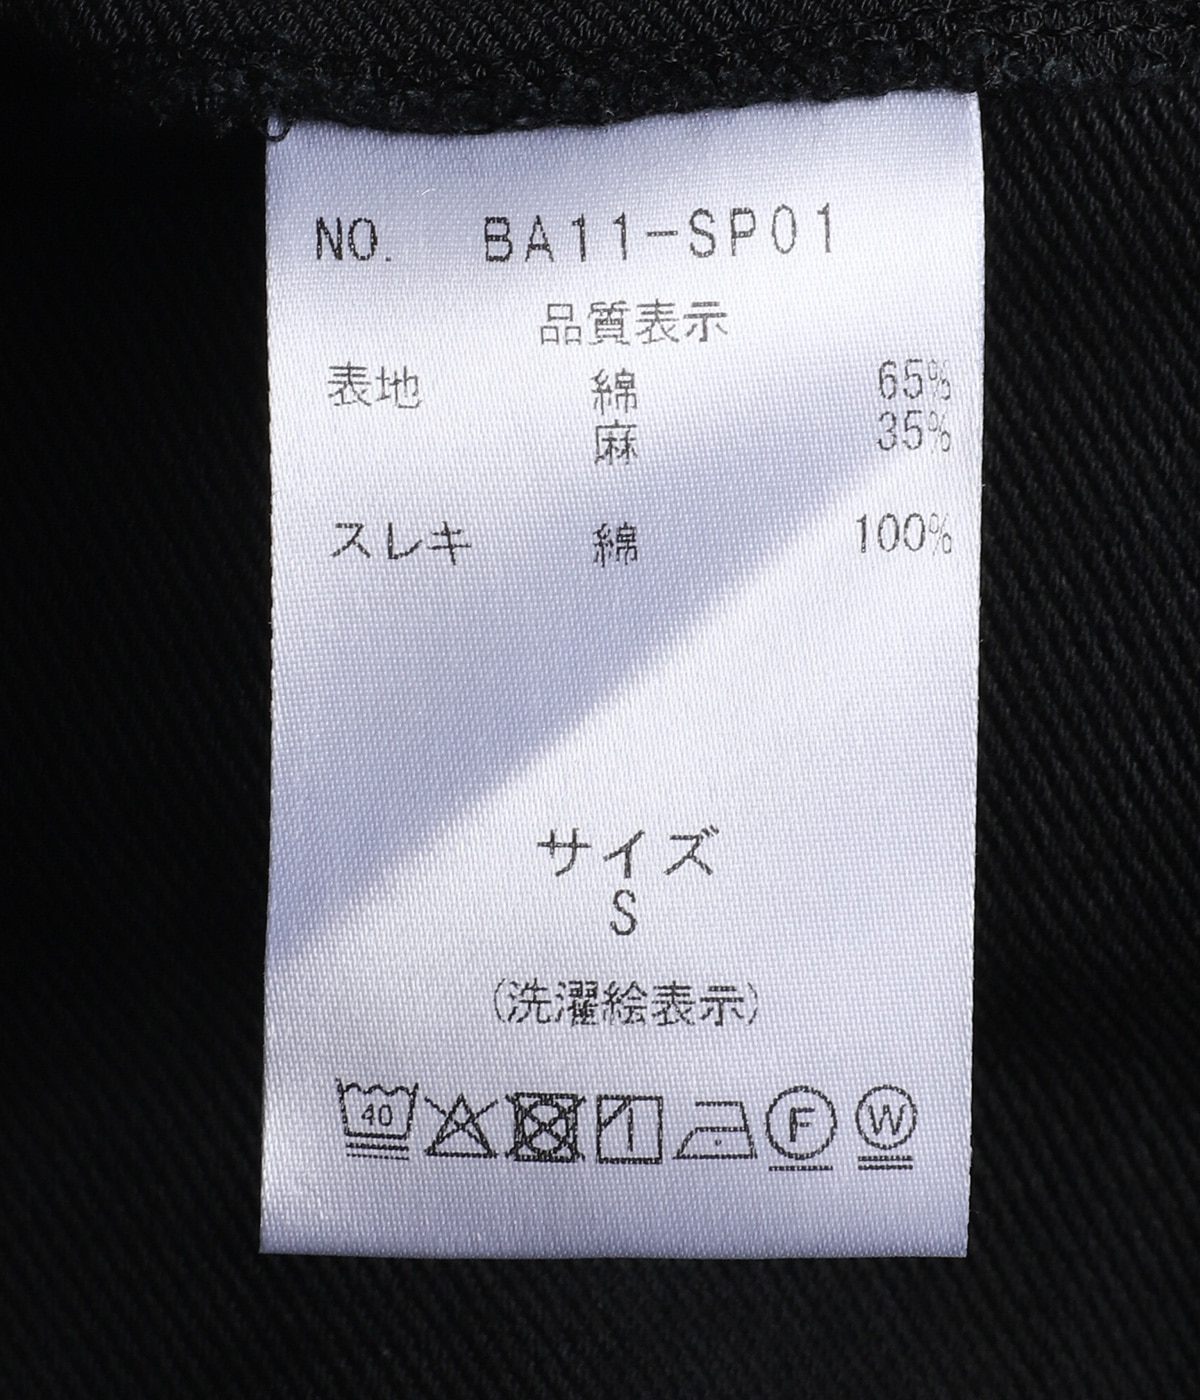 NO. BA11-SP01
品質表示
表地 綿 65%
麻 35%
スレキ 綿 100%
サイズ
S
(洗濯絵表示)
40 F W